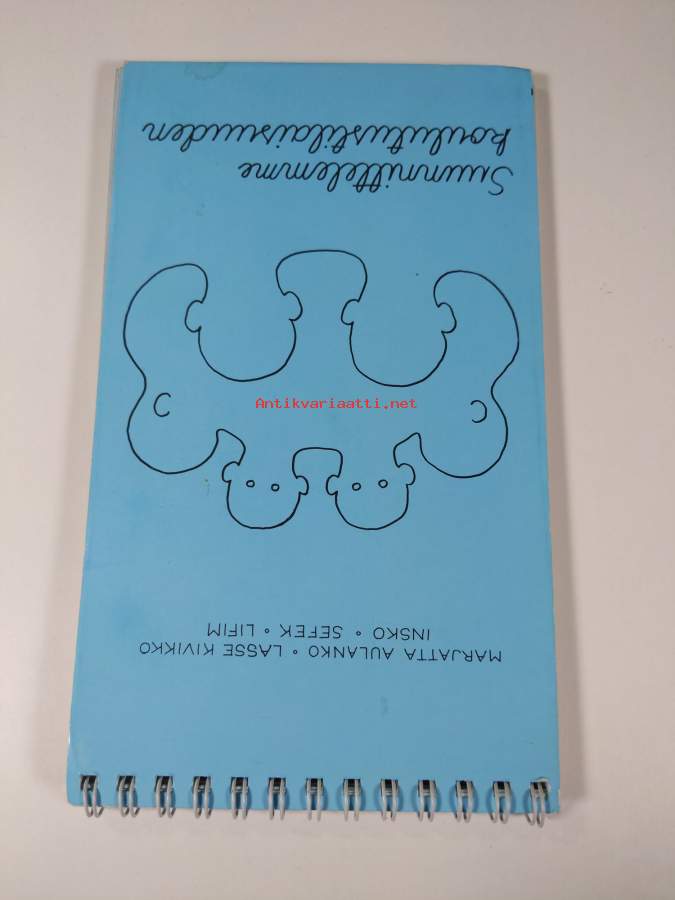 Suunnittelemme
koulutustilaisuuden
Antikvariaatti.net
MARJATTA AULANKO • LASSE KIVIKKO
INSKO • SEFEK • LIFIM